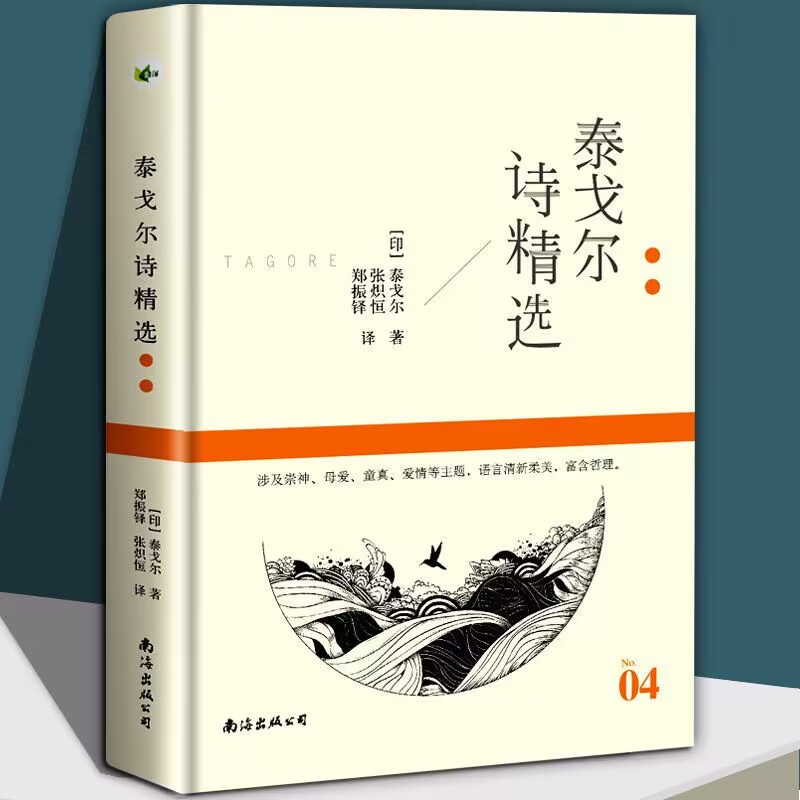 泰戈尔
诗精选
TAGORE
[印] 泰戈尔 著
张炽恒
郑振铎 译
涉及崇神、母爱、童真、爱情等主题，语言清新柔美，富含哲理。
No.
04
南海出版公司
泰戈尔诗精选
[印] 泰戈尔 著
郑振铎 张炽恒 译
南海出版公司